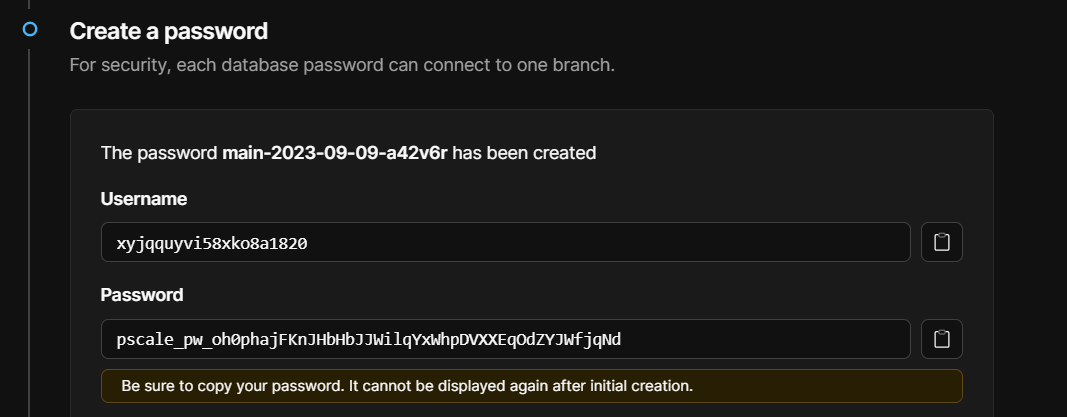 Create a password
For security, each database password can connect to one branch.
The password main-2023-09-09-a42v6r has been created
Username
xyjqquyvi58xko8a1820
Password
pscale_pw_oh0phajFKnJHbHbJJWilqYxWhpDVXXEqOdZYJWfjqNd
Be sure to copy your password. It cannot be displayed again after initial creation.